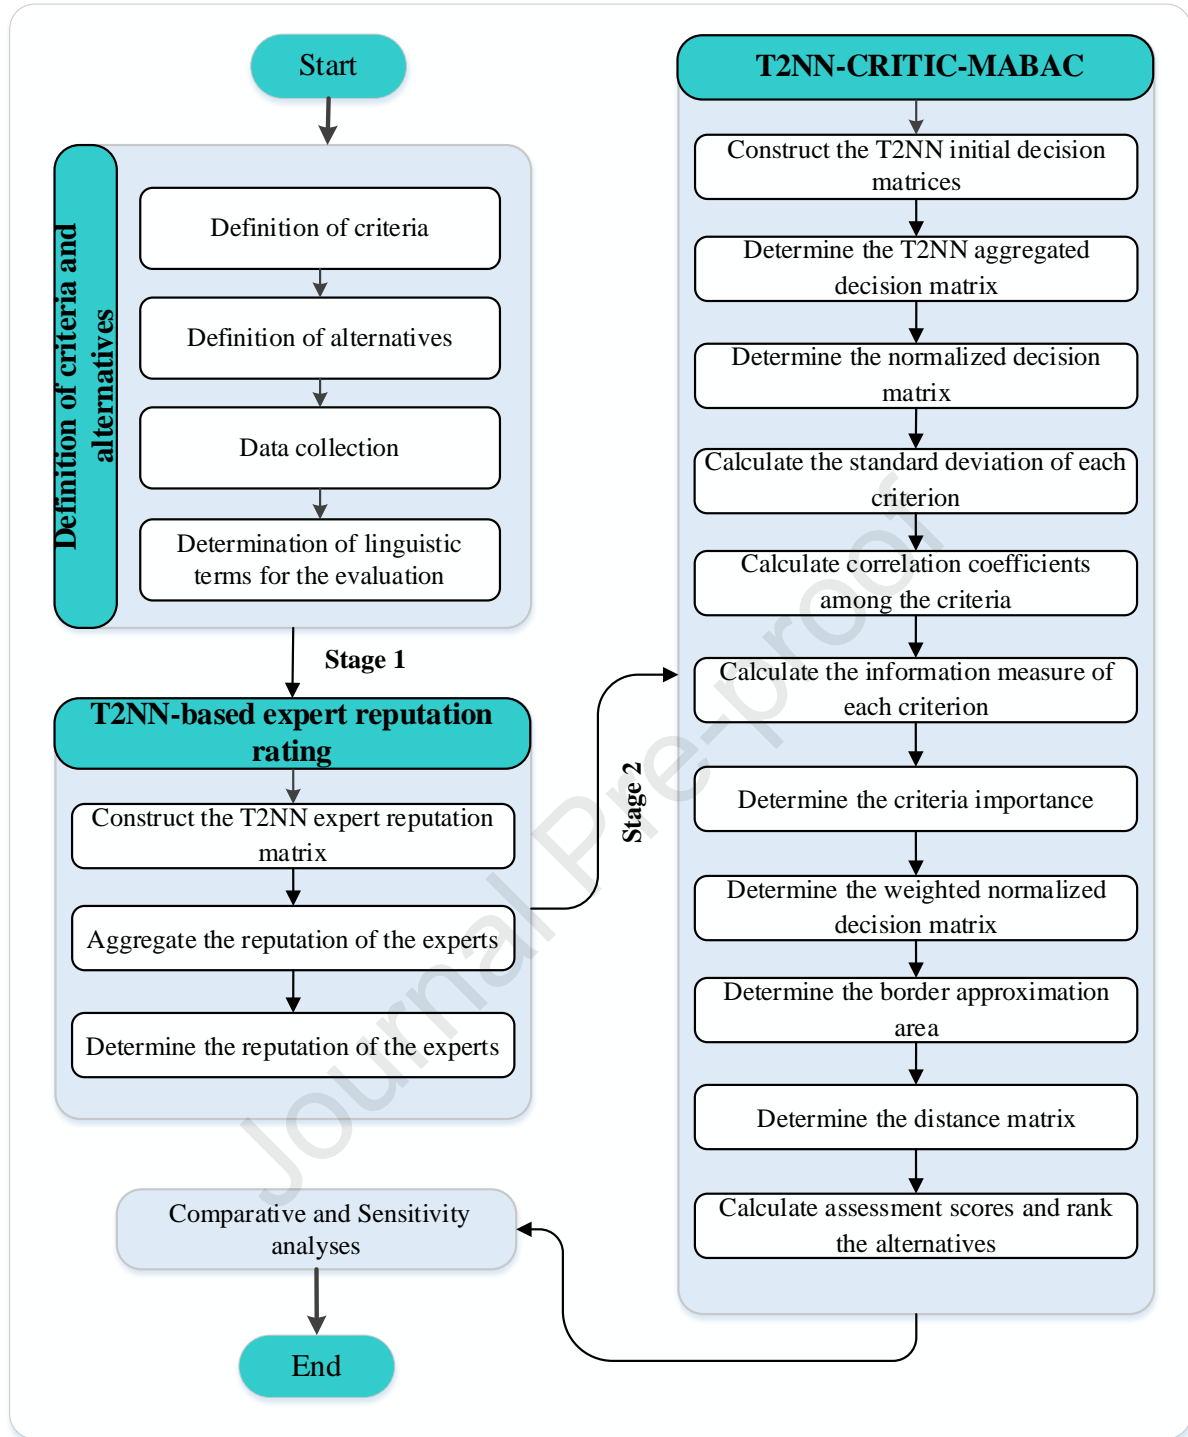 Start
Definition of criteria and
alternatives
Definition of criteria
Definition of alternatives
Data collection
Determination of linguistic
terms for the evaluation
Stage 1
T2NN-based expert reputation
rating
Construct the T2NN expert reputation
matrix
Aggregate the reputation of the experts
Determine the reputation of the experts
Stage 2
T2NN-CRITIC-MABAC
Construct the T2NN initial decision
matrices
Determine the T2NN aggregated
decision matrix
Determine the normalized decision
matrix
Calculate the standard deviation of each
criterion
Calculate correlation coefficients
among the criteria
Calculate the information measure of
each criterion
Determine the criteria importance
Determine the weighted normalized
decision matrix
Determine the border approximation
area
Determine the distance matrix
Calculate assessment scores and rank
the alternatives
Comparative and Sensitivity
analyses
End
Journal Pre-proof